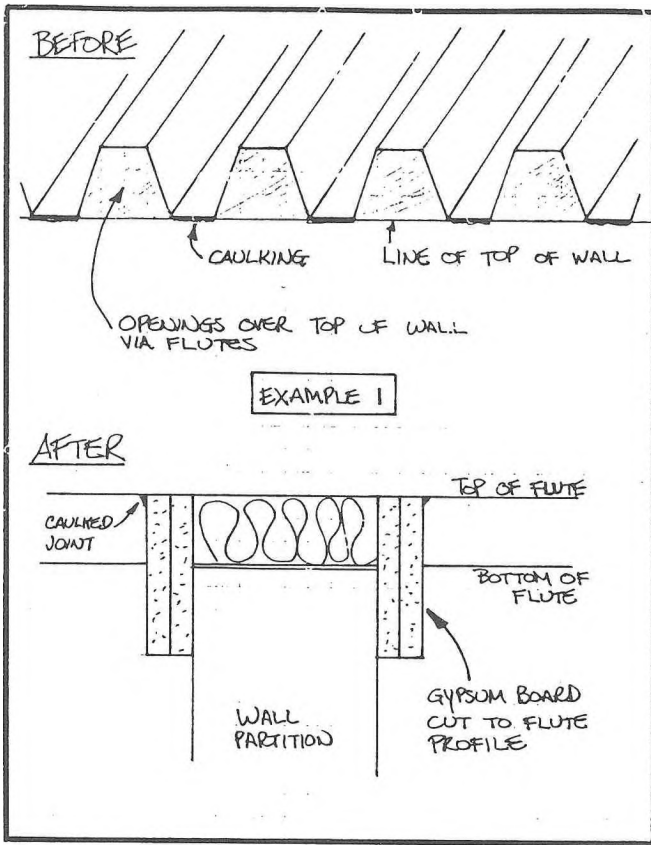 BEFORE
CAULKING
LINE OF TOP OF WALL
OPENINGS OVER TOP OF WALL
VIA FLUTES
EXAMPLE 1
AFTER
TOP OF FLUTE
CAULKED
JOINT
BOTTOM OF
FLUTE
GYPSUM BOARD
CUT TO FLUTE
PROFILE
WALL
PARTITION